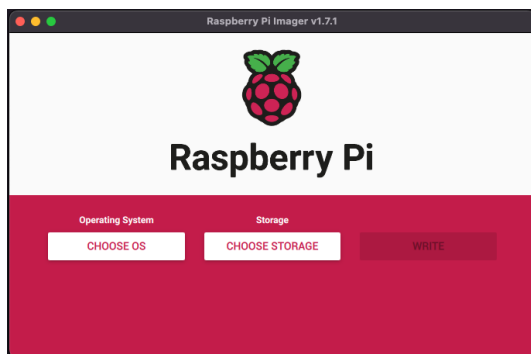 Raspberry Pi Imager v1.7.1
Raspberry Pi
Operating System
Storage
CHOOSE OS
CHOOSE STORAGE
WRITE